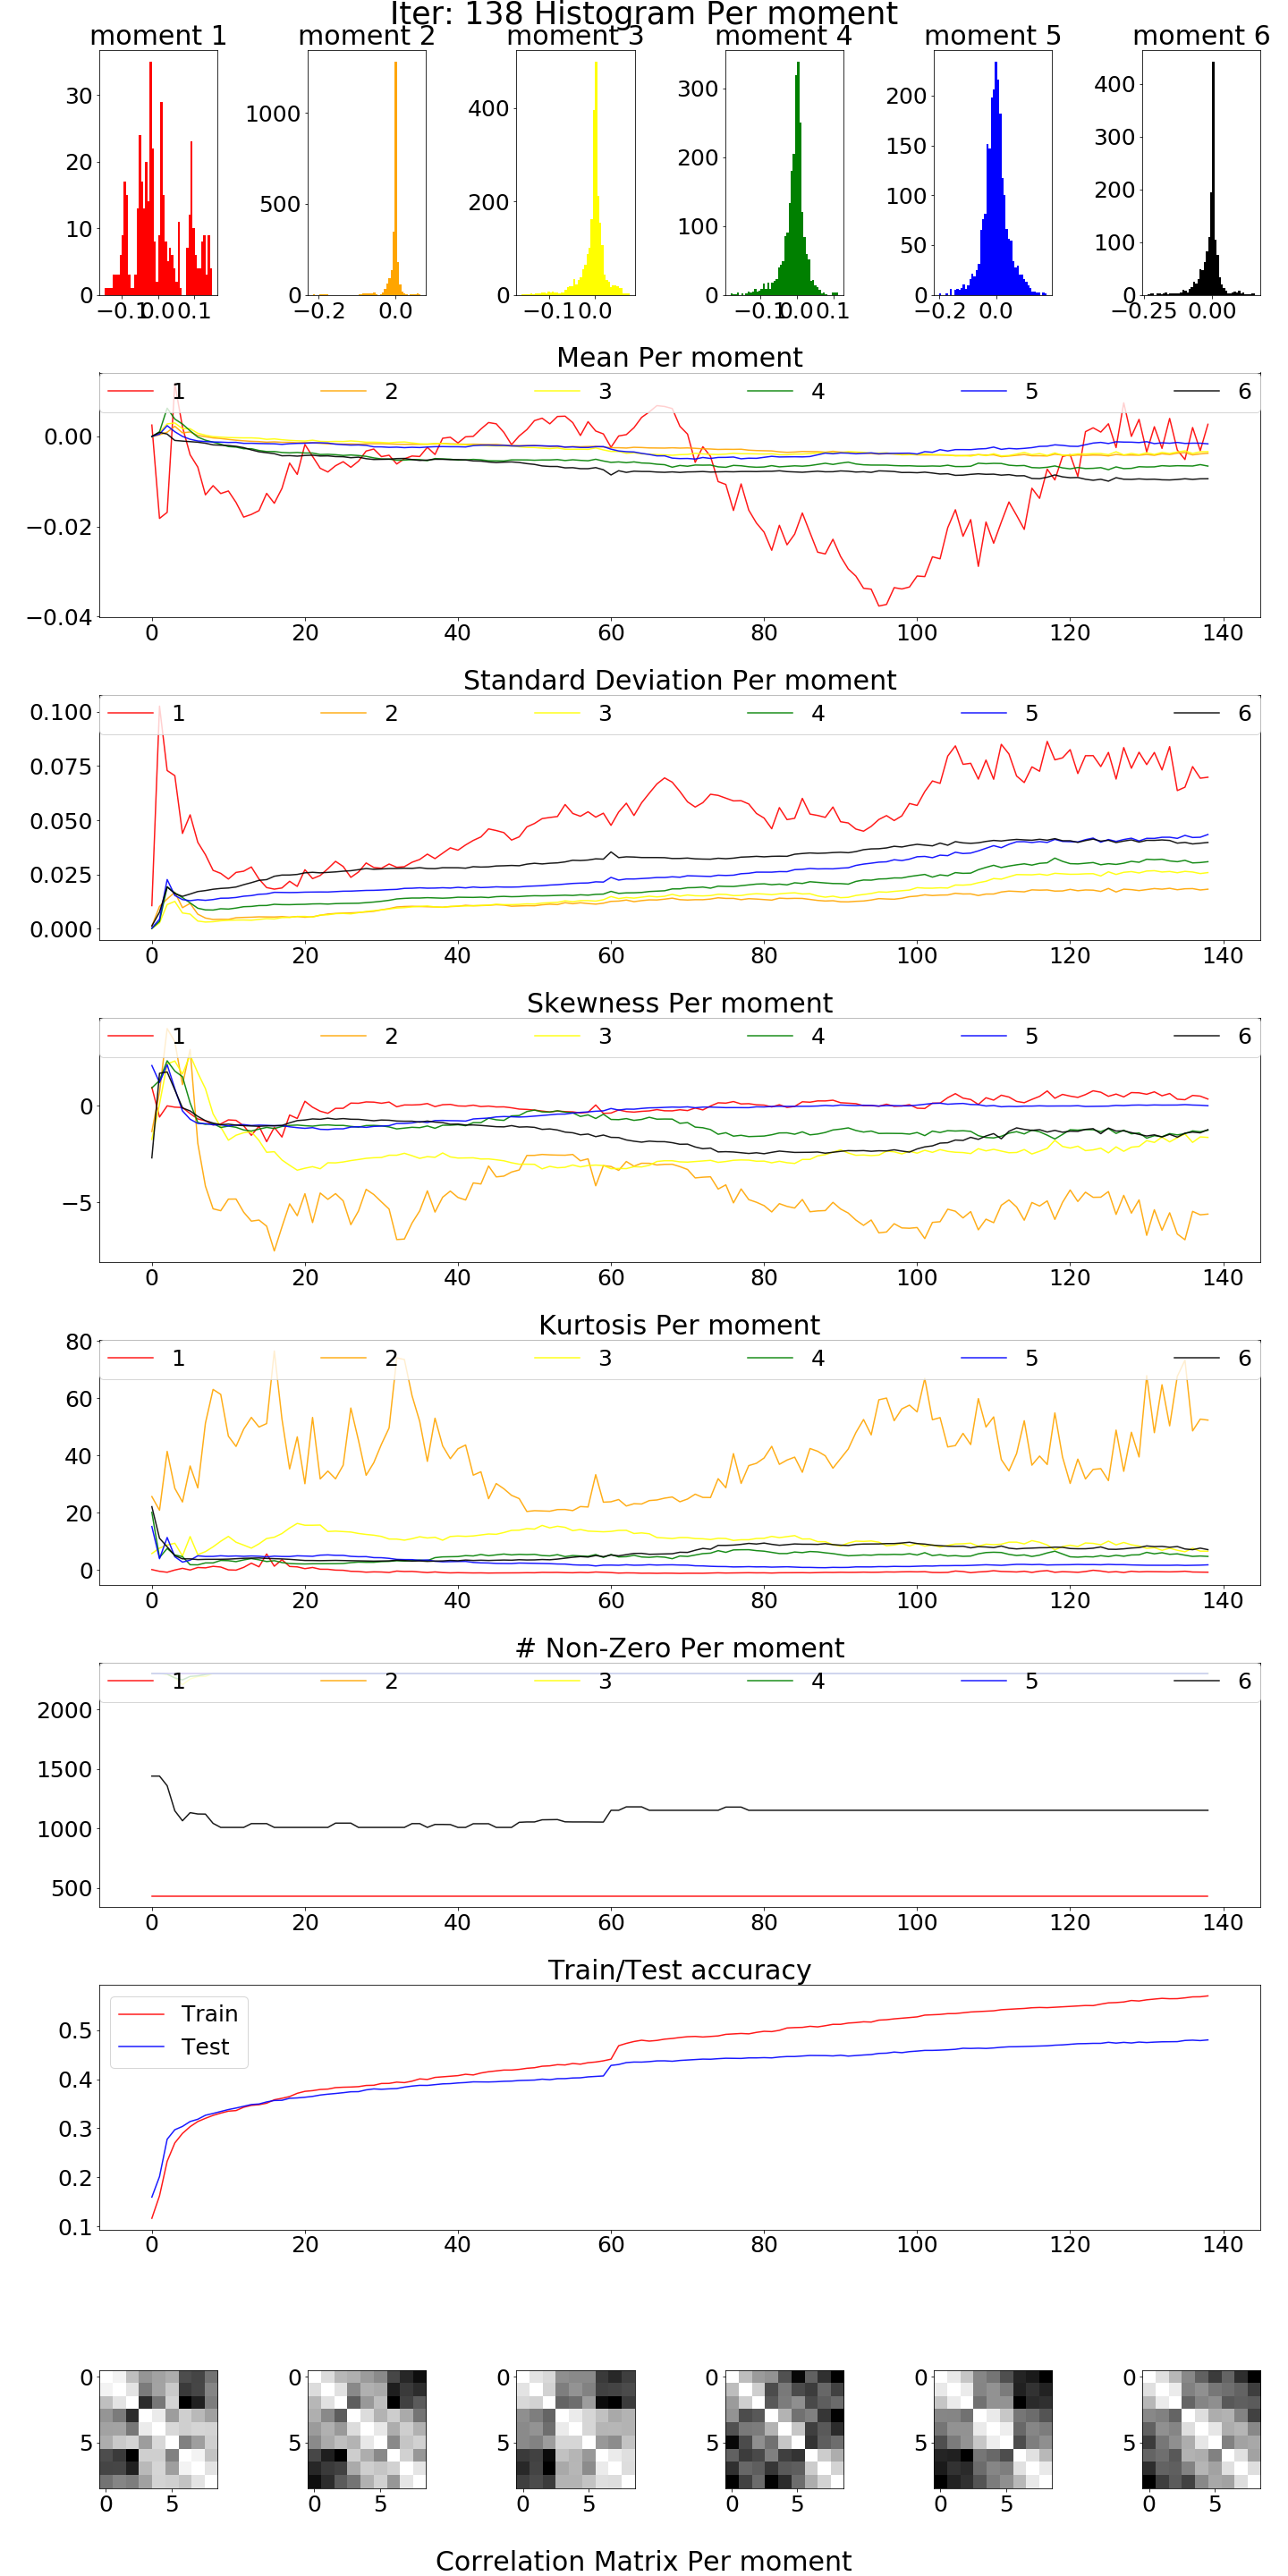 Iter: 138 Histogram Per moment
moment 1 moment 2 moment 3 moment 4 moment 5 moment 6
30 20 10 0
−0.1 0.00 0.1
1000 500 0
−0.2 0.0
400 200 0
−0.10 0.0
300 200 100 0
−0.1 0.00 0.1
200 150 100 50 0
−0.2 0.0
400 300 200 100 0
−0.25 0.00
Mean Per moment
1 2 3 4 5 6
0.00
−0.02
−0.04
0 20 40 60 80 100 120 140
Standard Deviation Per moment
1 2 3 4 5 6
0.100
0.075
0.050
0.025
0.000
0 20 40 60 80 100 120 140
Skewness Per moment
1 2 3 4 5 6
0
−5
0 20 40 60 80 100 120 140
Kurtosis Per moment
80
1 2 3 4 5 6
60
40
20
0
0 20 40 60 80 100 120 140
# Non-Zero Per moment
1 2 3 4 5 6
2000
1500
1000
500
0 20 40 60 80 100 120 140
Train/Test accuracy
Train
Test
0.5
0.4
0.3
0.2
0.1
0 20 40 60 80 100 120 140
0 0 0 0 0 0
5 5 5 5 5 5
0 5 0 5 0 5 0 5 0 5 0 5
Correlation Matrix Per moment